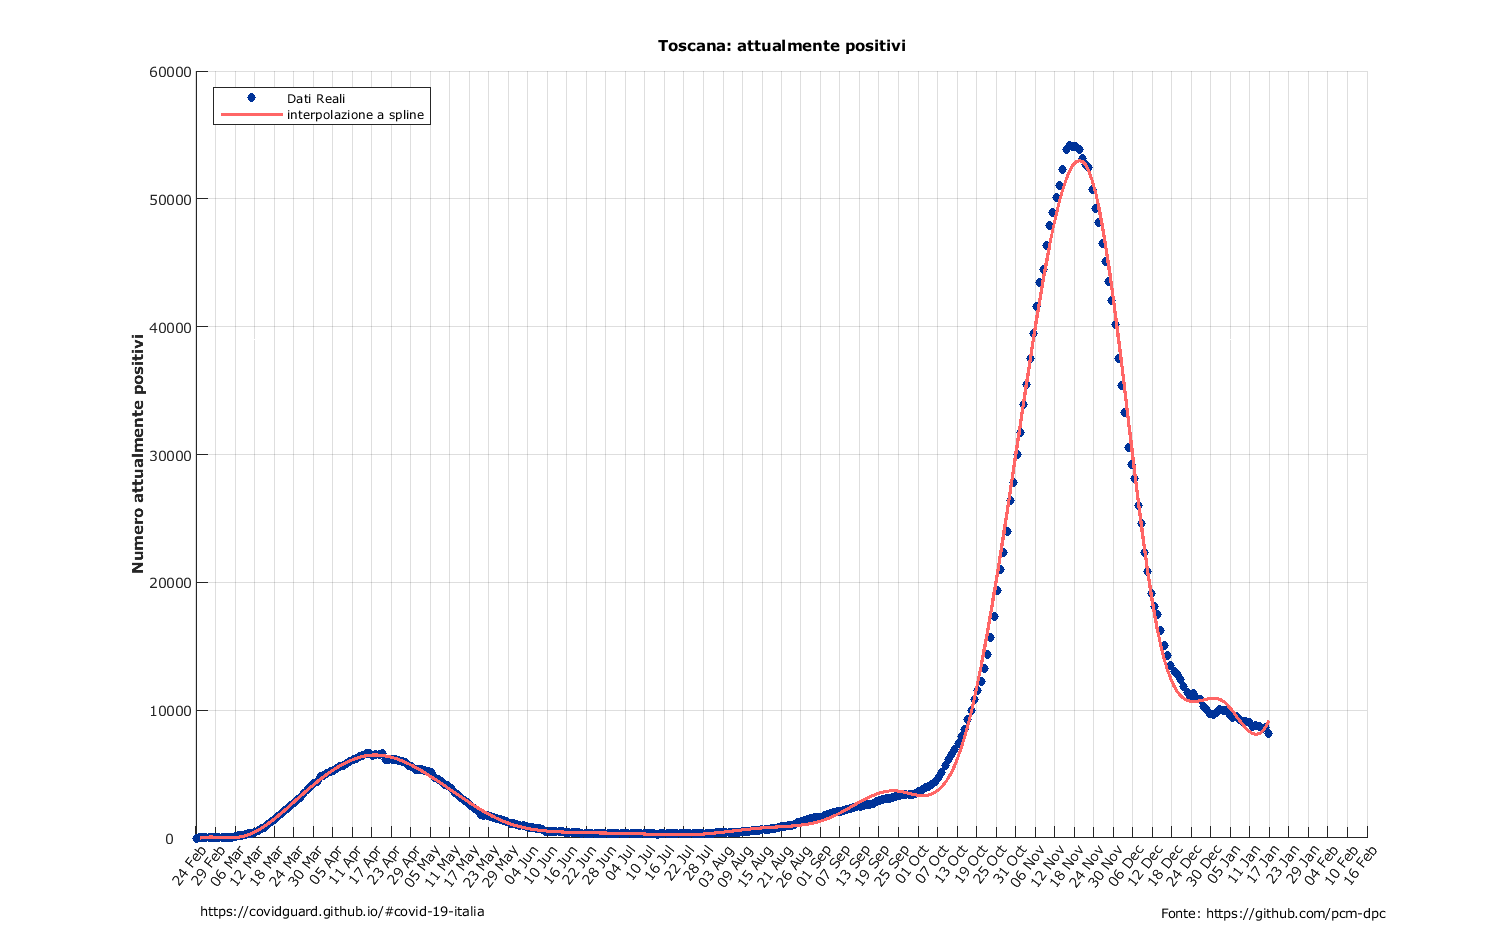 Toscana: attualmente positivi
Dati Reali
interpolazione a spline
Numero attualmente positivi
60000
50000
40000
30000
20000
10000
0
24 Feb
29 Feb
06 Mar
12 Mar
18 Mar
24 Mar
30 Mar
05 Apr
11 Apr
17 Apr
23 Apr
29 Apr
05 May
11 May
17 May
23 May
29 May
04 Jun
10 Jun
16 Jun
22 Jun
28 Jun
04 Jul
10 Jul
16 Jul
22 Jul
28 Jul
03 Aug
09 Aug
15 Aug
21 Aug
26 Aug
01 Sep
07 Sep
13 Sep
19 Sep
25 Sep
01 Oct
07 Oct
13 Oct
19 Oct
25 Oct
31 Oct
06 Nov
12 Nov
18 Nov
24 Nov
30 Dec
06 Dec
12 Dec
18 Dec
24 Dec
30 Dec
05 Jan
11 Jan
17 Jan
23 Jan
29 Feb
04 Feb
10 Feb
16 Feb
https://covidguard.github.io/#covid-19-italia
Fonte: https://github.com/pcm-dpc